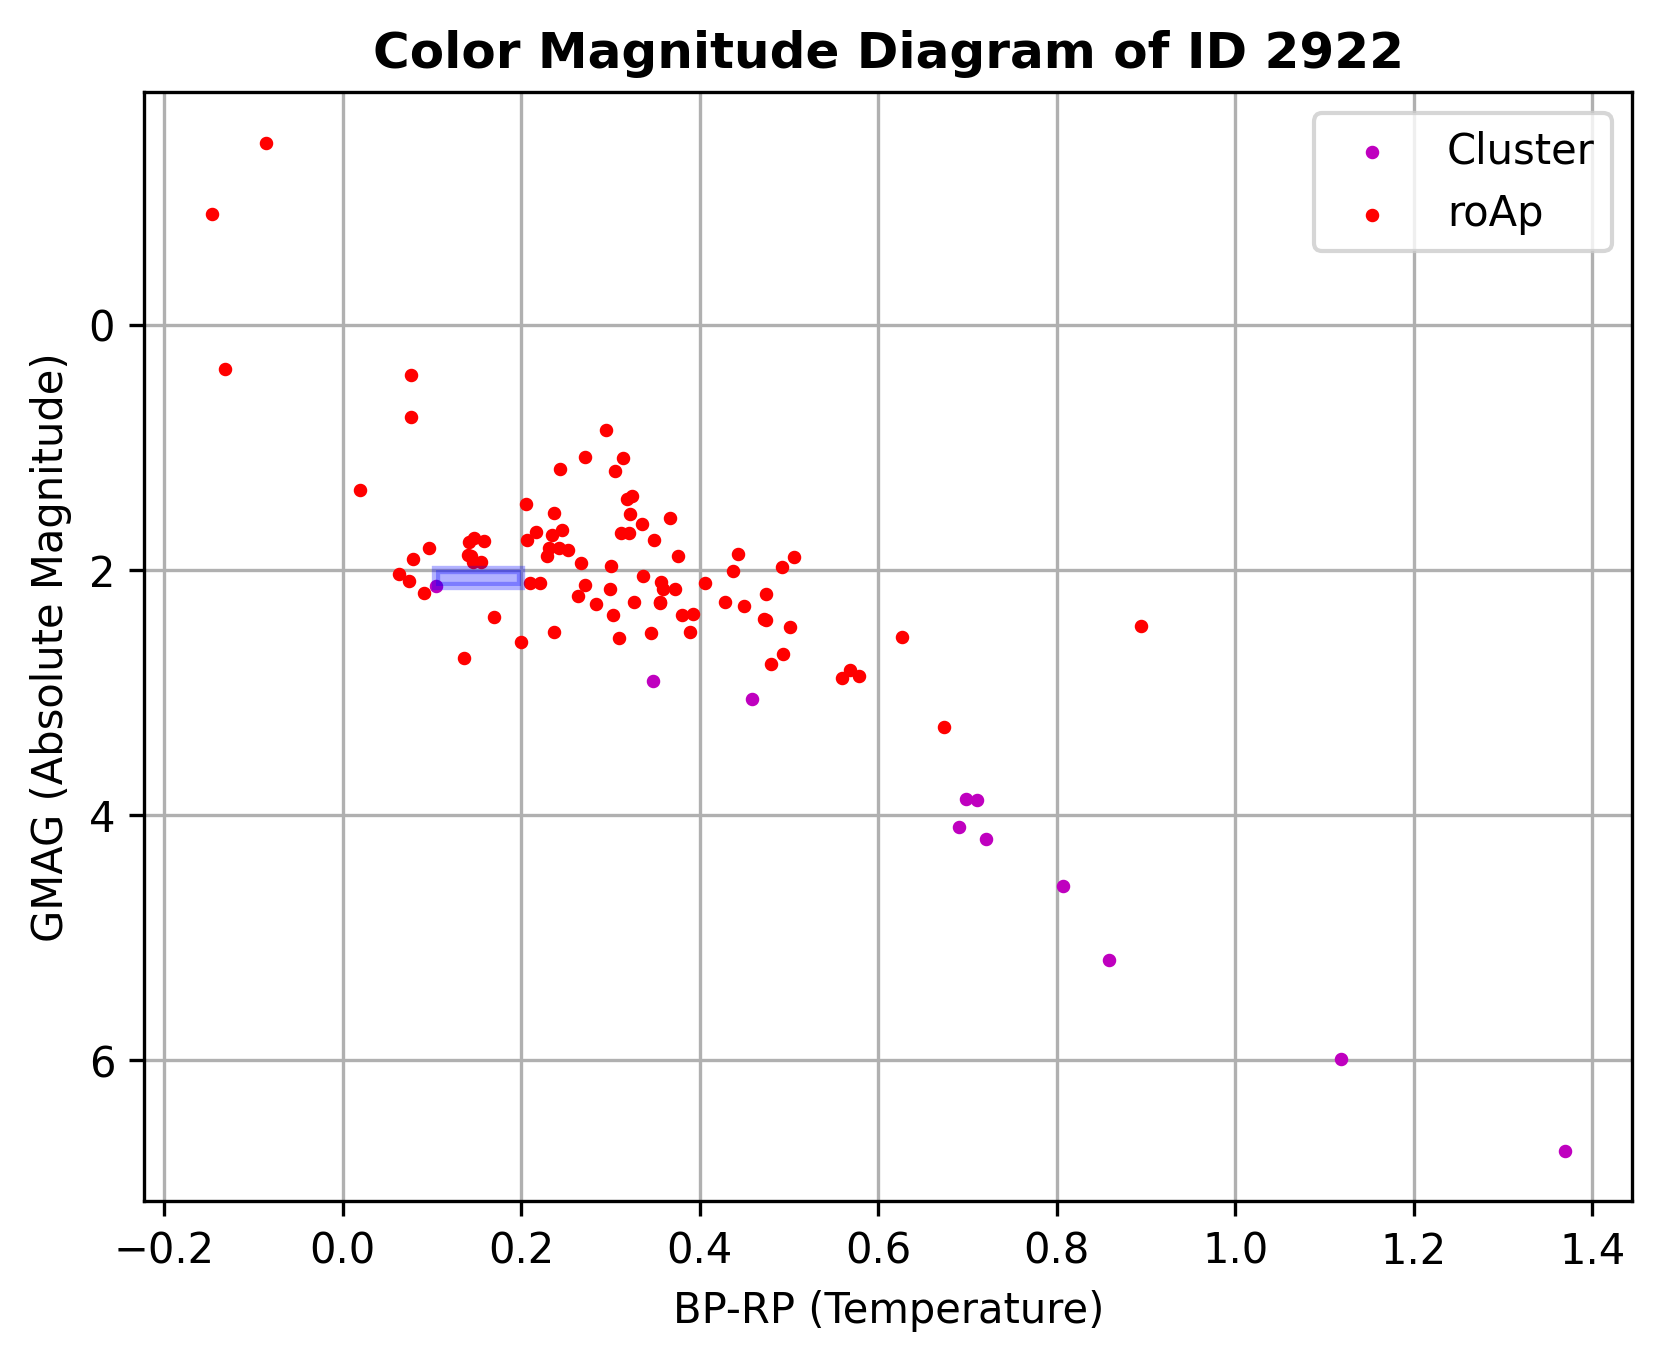 Color Magnitude Diagram of ID 2922
Cluster
roAp
GMAG (Absolute Magnitude)
0
2
4
6
−0.2
0.0
0.2
0.4
0.6
0.8
1.0
1.2
1.4
BP-RP (Temperature)